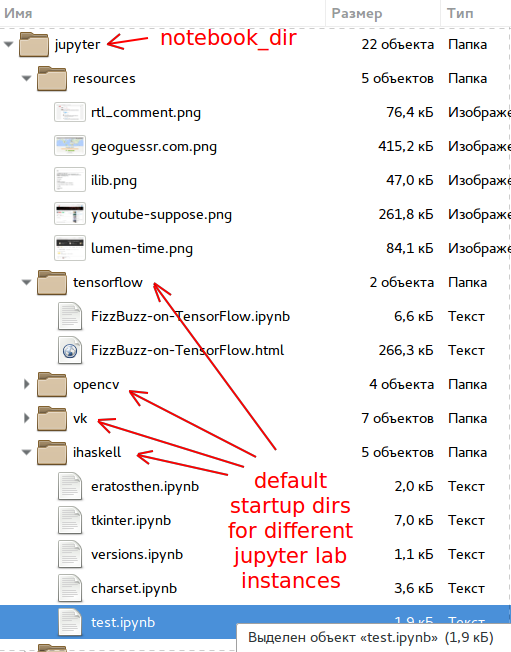 Имя Размер Тип
jupyter notebook_dir 22 объекта Папка
resources 5 объектов Папка
rtl_comment.png 76,4 кБ Изображе
geoguessr.com.png 415,2 кБ Изображе
ilib.png 47,0 кБ Изображе
youtube-suppose.png 261,8 кБ Изображе
lumen-time.png 84,1 кБ Изображе
tensorflow 2 объекта Папка
FizzBuzz-on-TensorFlow.ipynb 6,6 кБ Текст
FizzBuzz-on-TensorFlow.html 266,3 кБ Текст
opencv 4 объекта Папка
vk 7 объектов Папка
ihaskell 5 объектов Папка
default
startup dirs
for different
jupyter lab
instances
eratosthen.ipynb 2,0 кБ Текст
tkinter.ipynb 7,0 кБ Текст
versions.ipynb 1,1 кБ Текст
charset.ipynb 3,6 кБ Текст
test.ipynb 1,9 кБ Текст
Выделен объект «test.ipynb» (1,9 кБ)